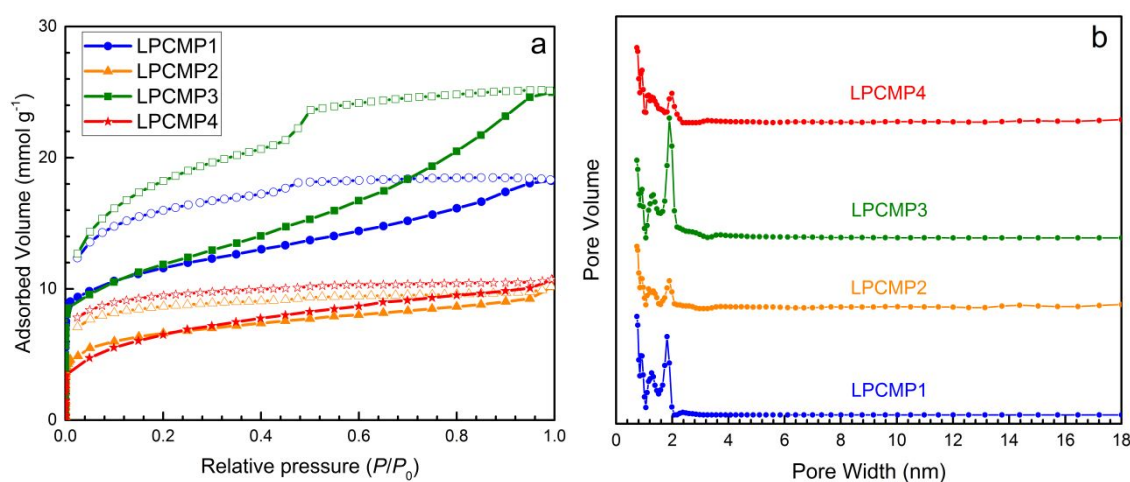 a
LPCMP1
LPCMP2
LPCMP3
LPCMP4
30
20
10
0
Adsorbed Volume (mmol g⁻¹)
0.0 0.2 0.4 0.6 0.8 1.0
Relative pressure (P/P₀)
b
LPCMP4
LPCMP3
LPCMP2
LPCMP1
Pore Volume
0 2 4 6 8 10 12 14 16 18
Pore Width (nm)